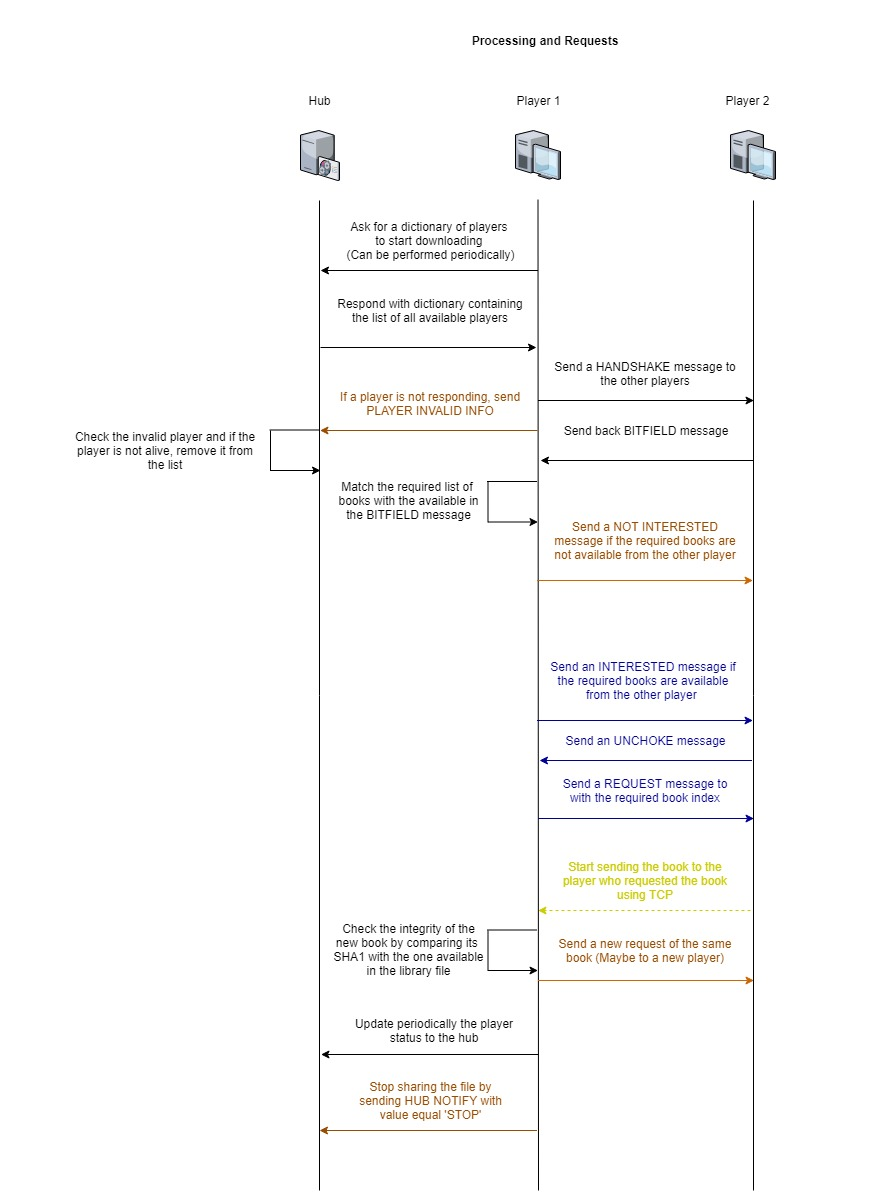 Processing and Requests
Hub
Player 1
Player 2
Ask for a dictionary of players
to start downloading
(Can be performed periodically)
Respond with dictionary containing
the list of all available players
Send a HANDSHAKE message to
the other players
If a player is not responding, send
PLAYER INVALID INFO
Send back BITFIELD message
Check the invalid player and if the
player is not alive, remove it from
the list
Match the required list of
books with the available in
the BITFIELD message
Send a NOT INTERESTED
message if the required books are
not available from the other player
Send an INTERESTED message if
the required books are available
from the other player
Send an UNCHOKE message
Send a REQUEST message to
with the required book index
Start sending the book to the
player who requested the book
using TCP
Check the integrity of the
new book by comparing its
SHA1 with the one available
in the library file
Send a new request of the same
book (Maybe to a new player)
Update periodically the player
status to the hub
Stop sharing the file by
sending HUB NOTIFY with
value equal 'STOP'